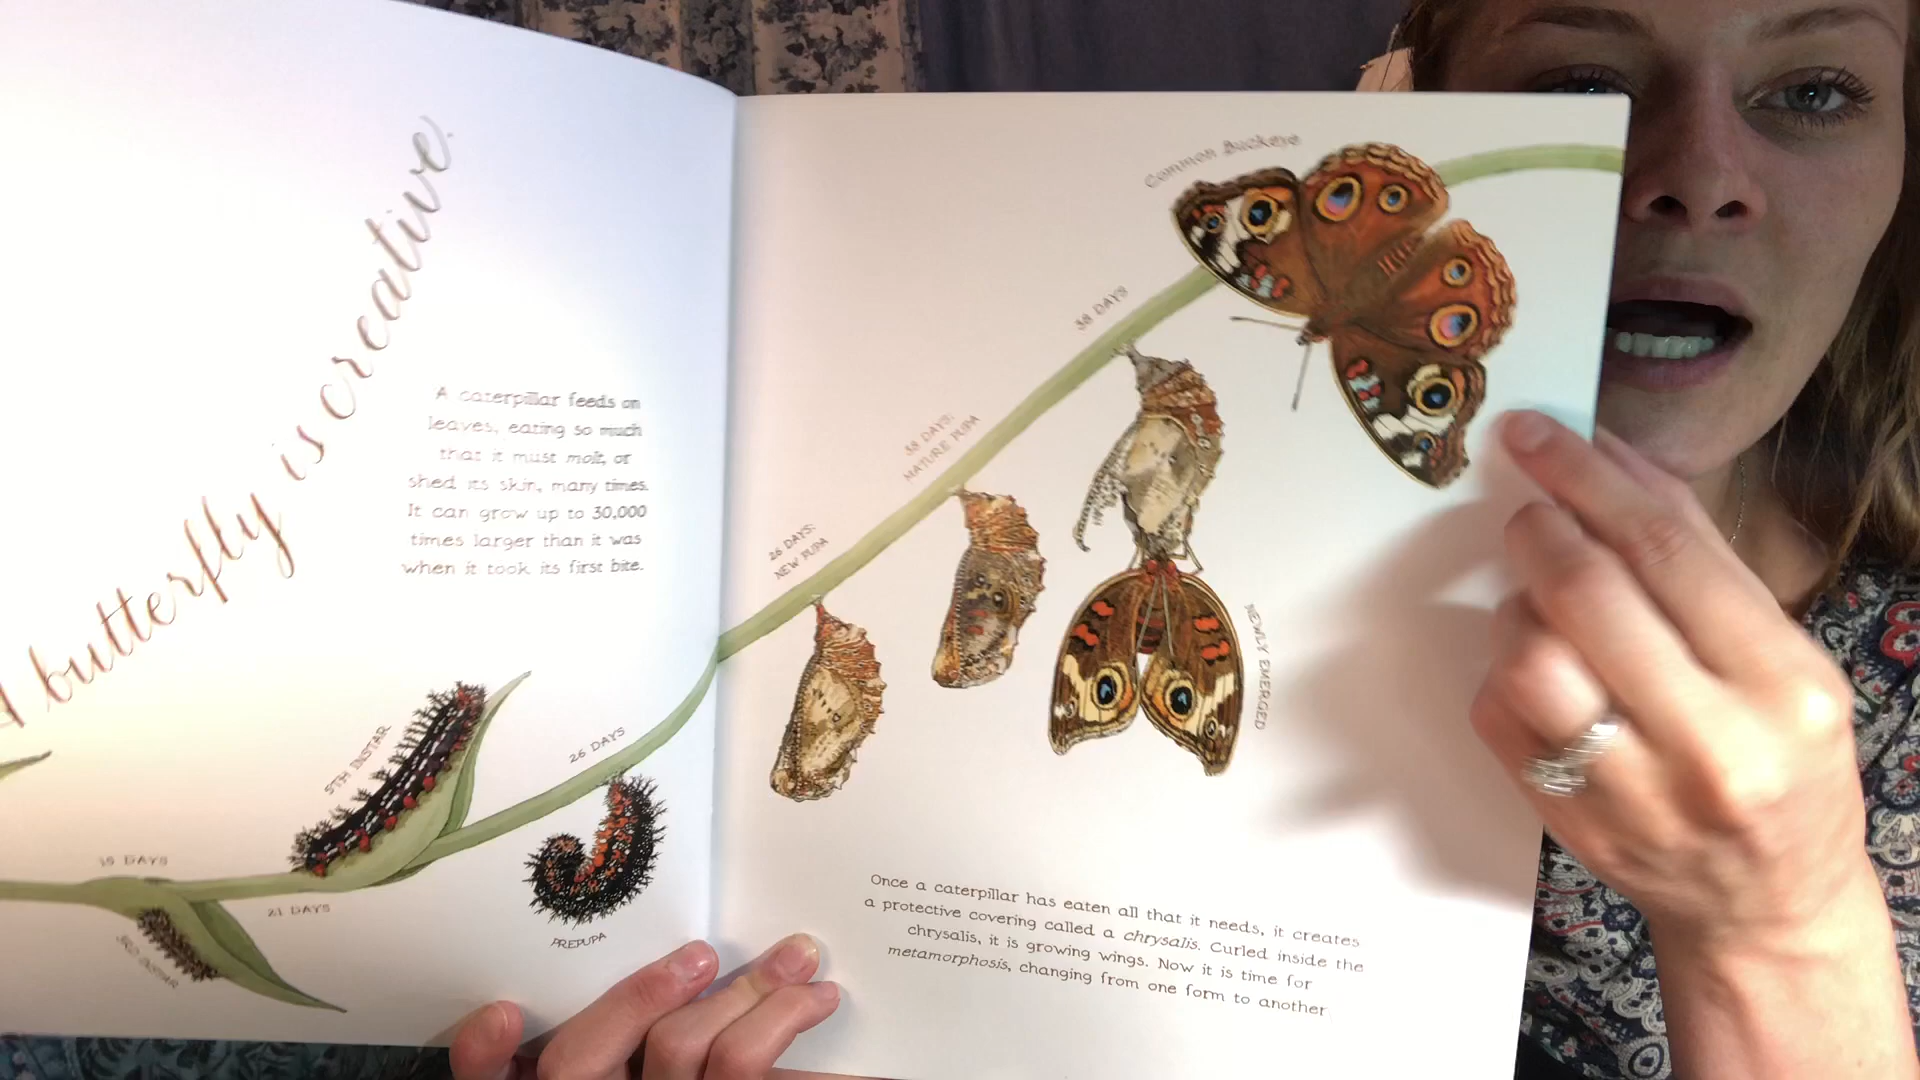 butterfly is creative.
A caterpillar feeds on
leaves, eating so much
that it must molt, or
shed its skin, many times.
It can grow up to 30,000
times larger than it was
when it took its first bite.
5TH INSTAR
26 DAYS
PREPUPA
21 DAYS
3RD INSTAR
Common Buckeye
38 DAYS
38 DAYS:
MATURE PUPA
26 DAYS:
NEW PUPA
NEWLY EMERGED
Once a caterpillar has eaten all that it needs, it creates
a protective covering called a chrysalis. Curled inside the
chrysalis, it is growing wings. Now it is time for
metamorphosis, changing from one form to another